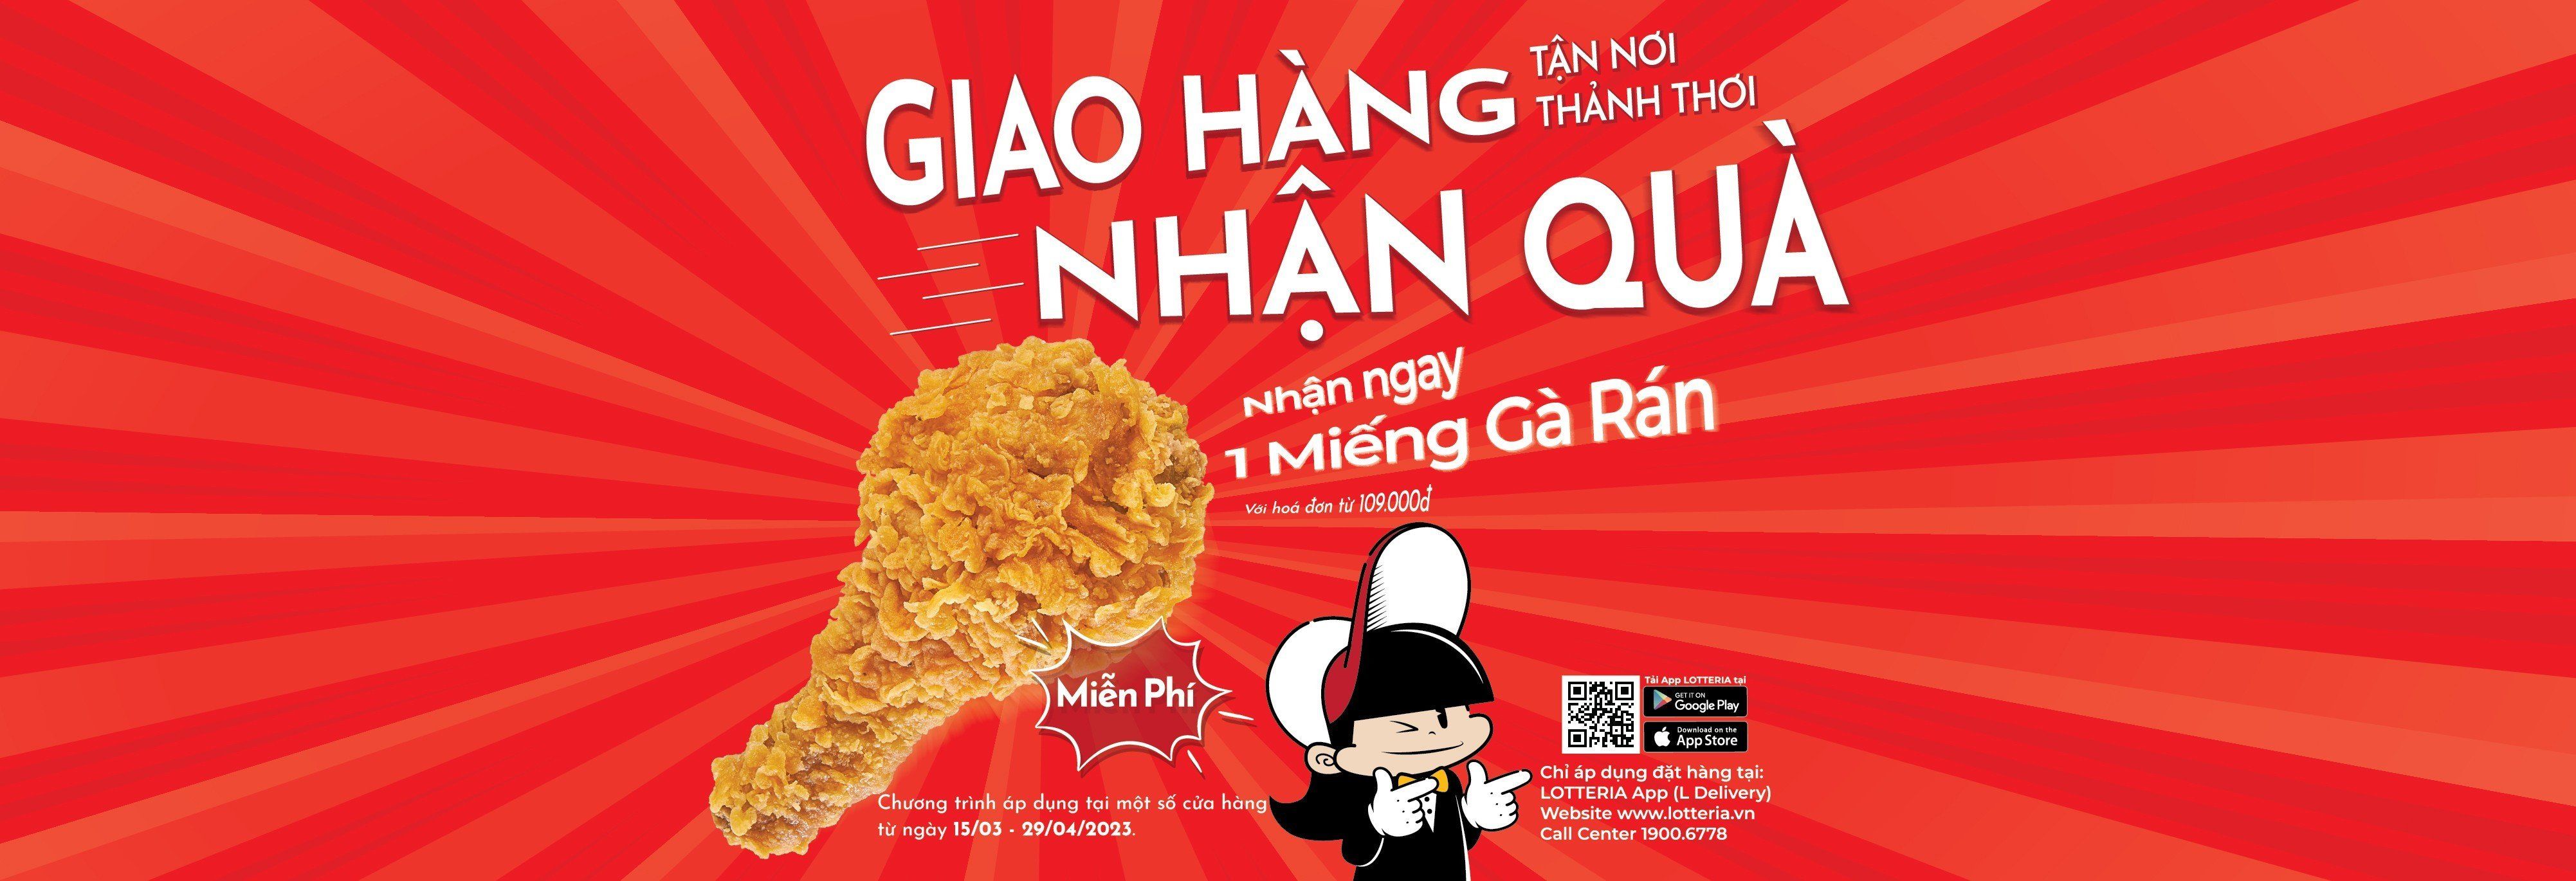 GIAO HÀNG TẬN NƠI
THẢNH THƠI
NHẬN QUÀ
Nhận ngay
1 Miếng Gà Rán
Với hoá đơn từ 109.000đ
Miễn Phí
Chương trình áp dụng tại một số cửa hàng
từ ngày 15/03 - 29/04/2023.
Tải App LOTTERIA tại
GET IT ON
Google Play
Download on the
App Store
Chỉ áp dụng đặt hàng tại:
LOTTERIA App (L Delivery)
Website www.lotteria.vn
Call Center 1900.6778